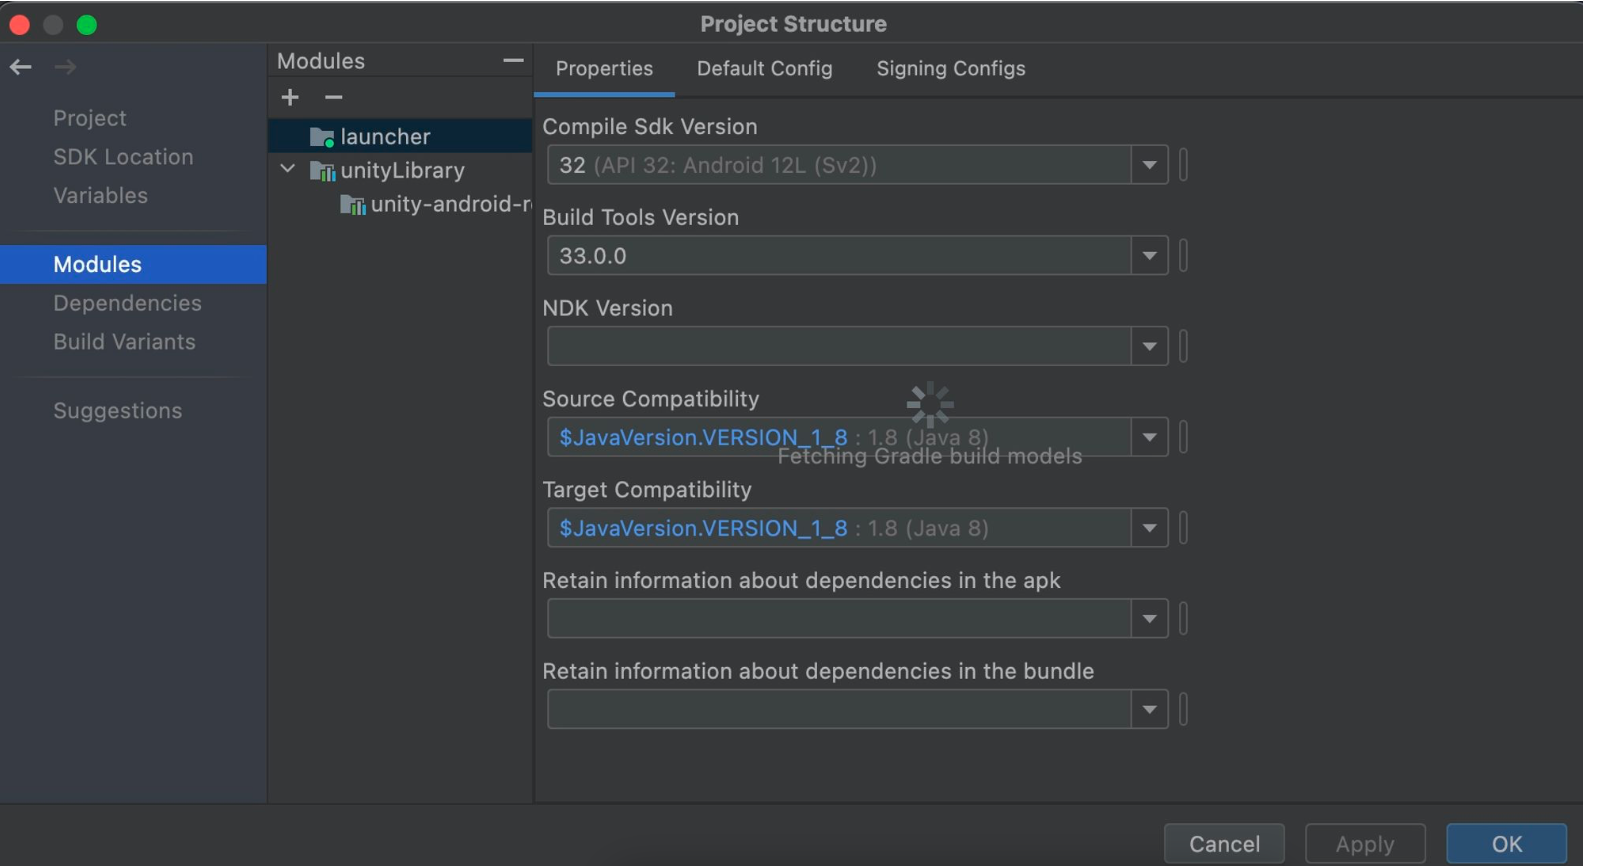 Project Structure
Project
SDK Location
Variables
Modules
Dependencies
Build Variants
Suggestions
Modules
launcher
unityLibrary
unity-android-r
Properties
Default Config
Signing Configs
Compile Sdk Version
32 (API 32: Android 12L (Sv2))
Build Tools Version
33.0.0
NDK Version
Source Compatibility
$JavaVersion.VERSION_1_8 : 1.8 (Java 8)
Fetching Gradle build models
Target Compatibility
$JavaVersion.VERSION_1_8 : 1.8 (Java 8)
Retain information about dependencies in the apk
Retain information about dependencies in the bundle
Cancel
Apply
OK